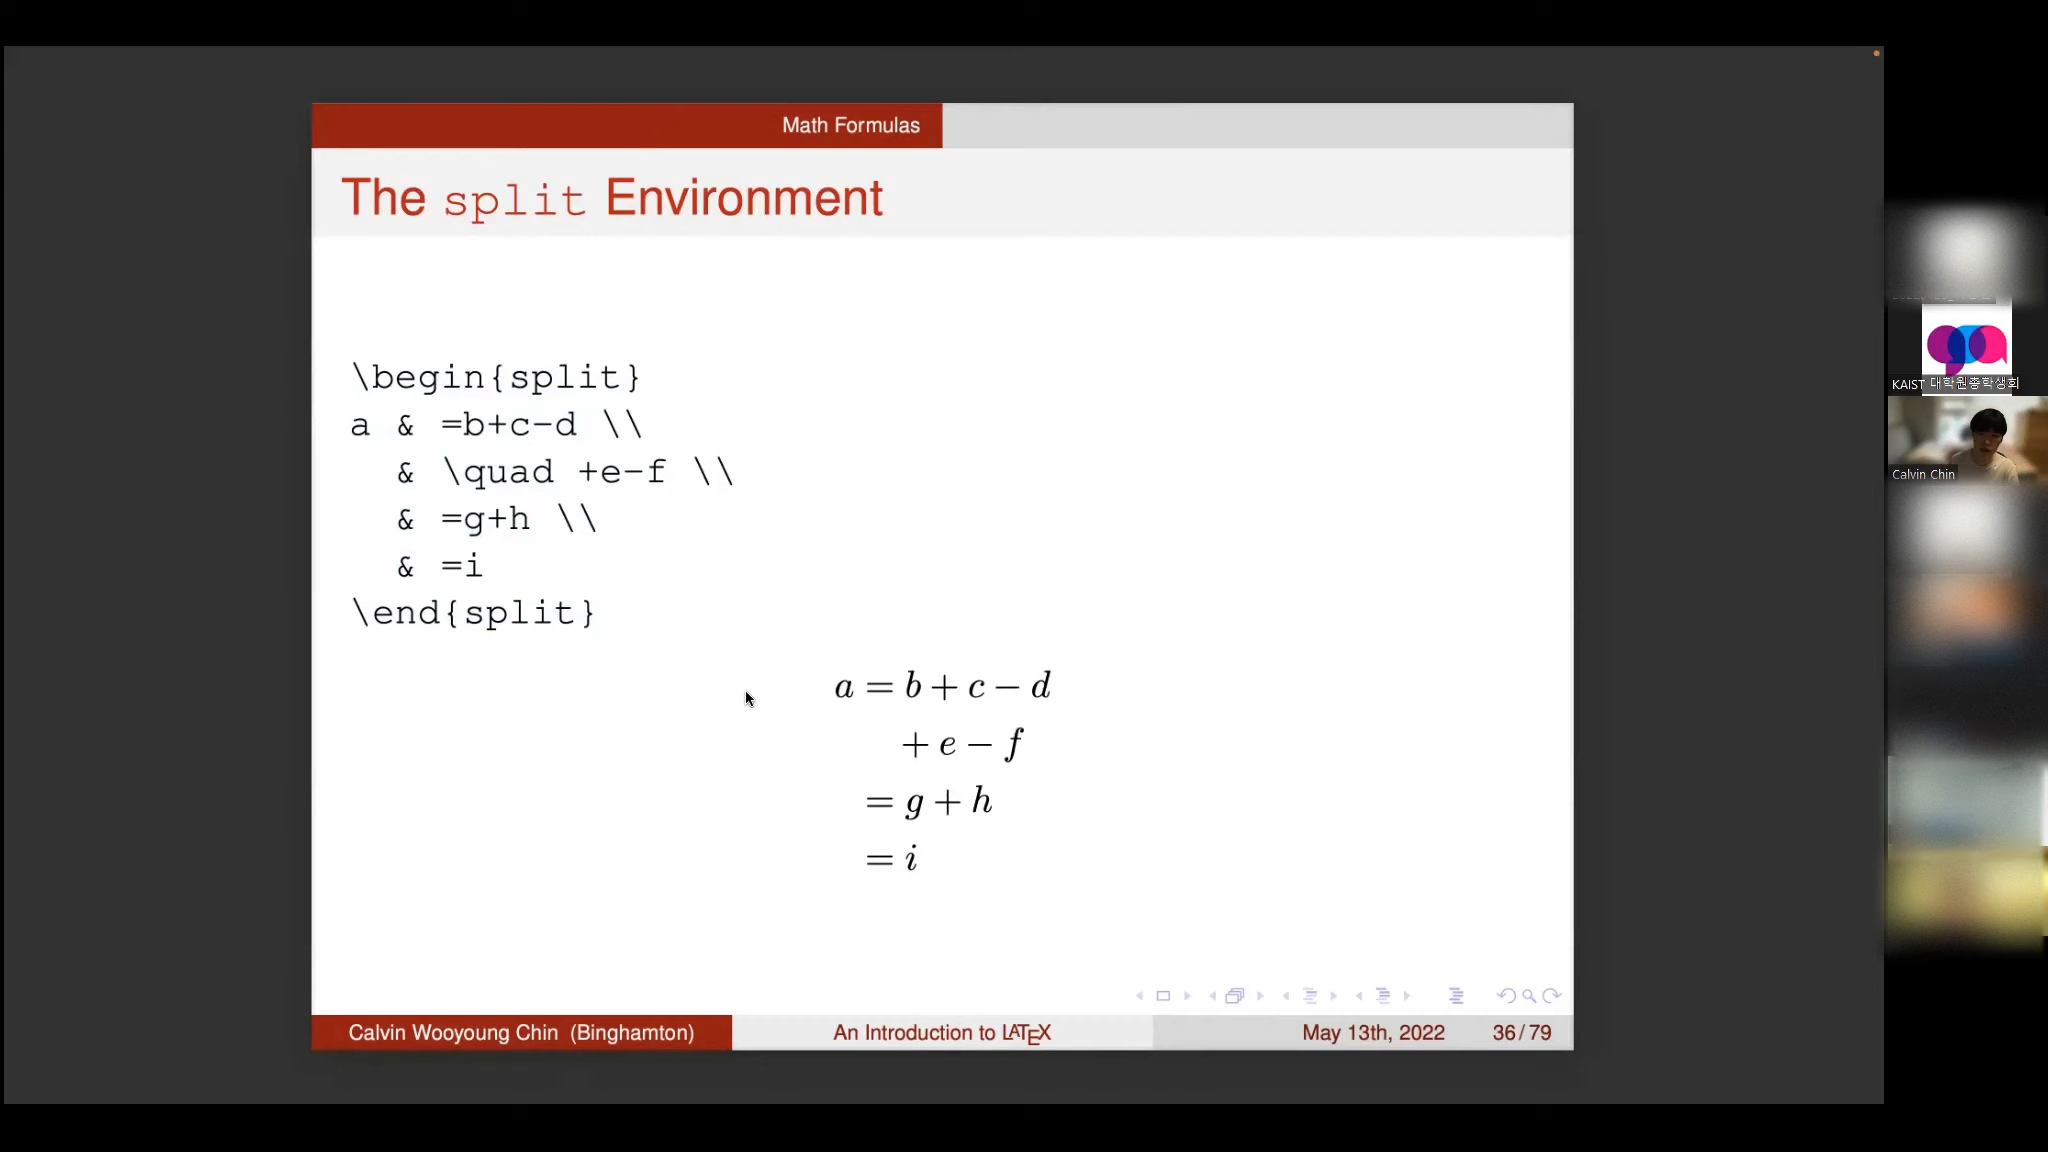 Math Formulas
The split Environment
\begin{split}
a & =b+c-d \\
& \quad +e-f \\
& =g+h \\
& =i
\end{split}
a = b + c − d
+ e − f
= g + h
= i
Calvin Wooyoung Chin (Binghamton)
An Introduction to LATEX
May 13th, 2022
36/79
KAIST 대학원총학생회
Calvin Chin